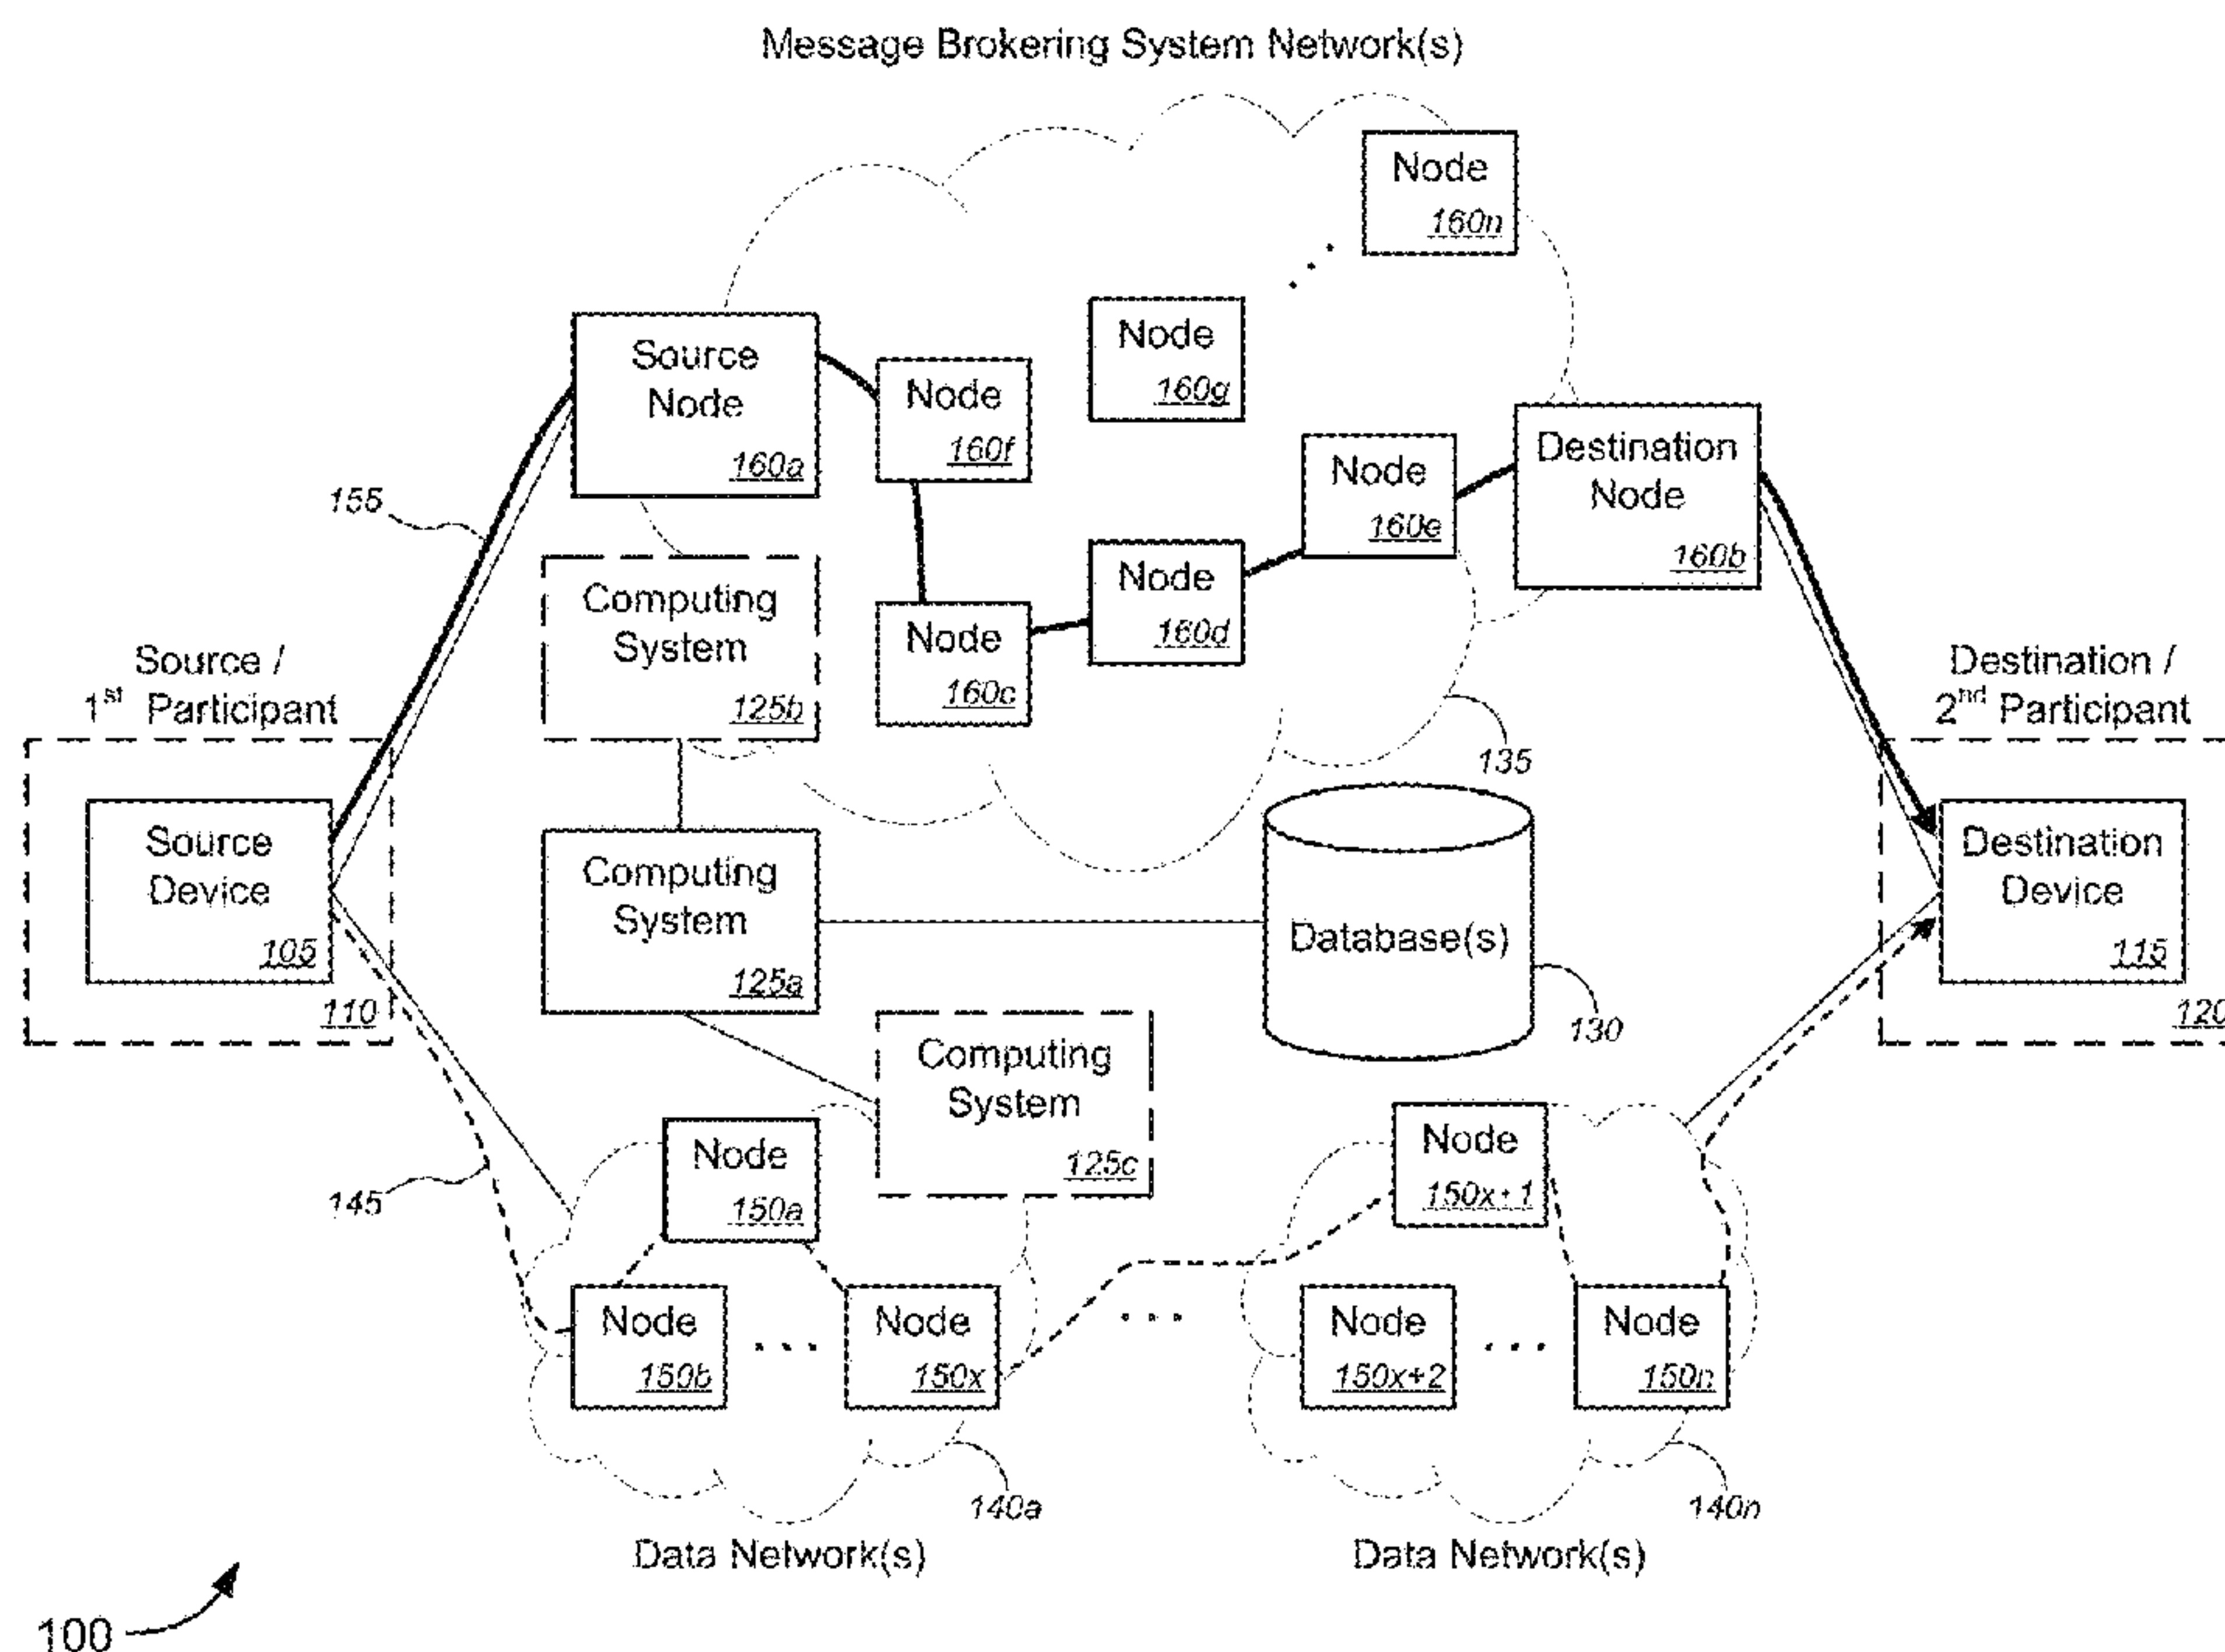 Message Brokering System Network(s)
Node
160n
Node
160g
Source
Node
160a
Node
160f
Node
160e
Destination
Node
160b
155
Computing
System
125b
Node
160c
Node
160d
Source /
1st Participant
Destination /
2nd Participant
135
Source
Device
105
110
Computing
System
125a
Database(s)
130
Destination
Device
115
120
Computing
System
125c
Node
150a
Node
150x+1
145
Node
150b
...
Node
150x
...
Node
150x+2
...
Node
150n
140a
140n
Data Network(s)
Data Network(s)
100